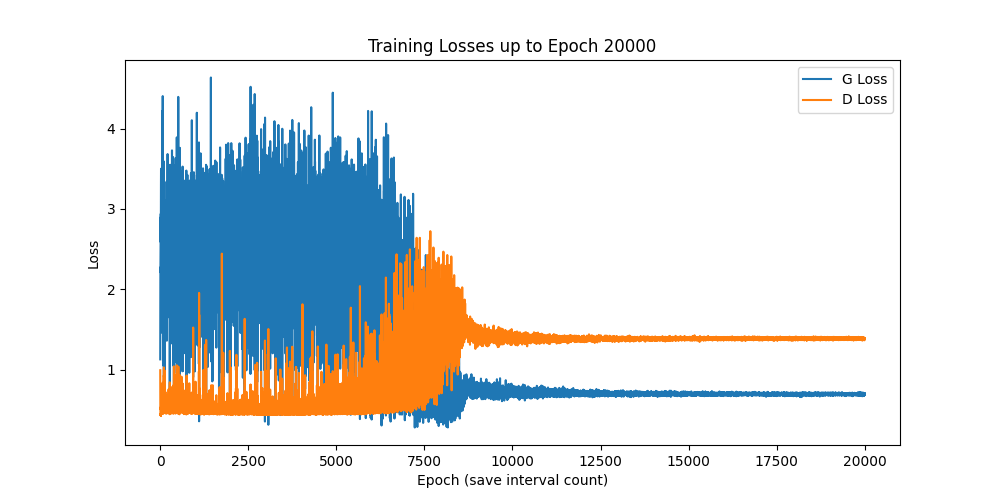 Training Losses up to Epoch 20000
G Loss
D Loss
Loss
4
3
2
1
0
2500
5000
7500
10000
12500
15000
17500
20000
Epoch (save interval count)